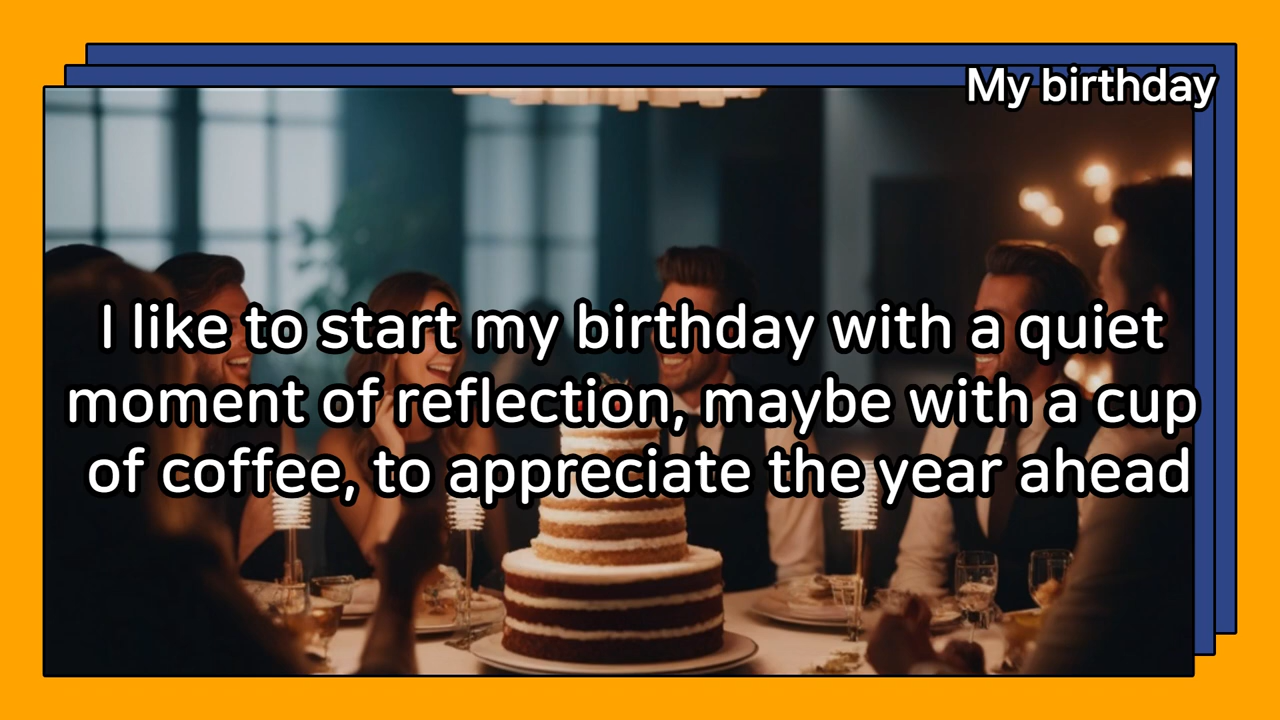 My birthday
I like to start my birthday with a quiet
moment of reflection, maybe with a cup
of coffee, to appreciate the year ahead